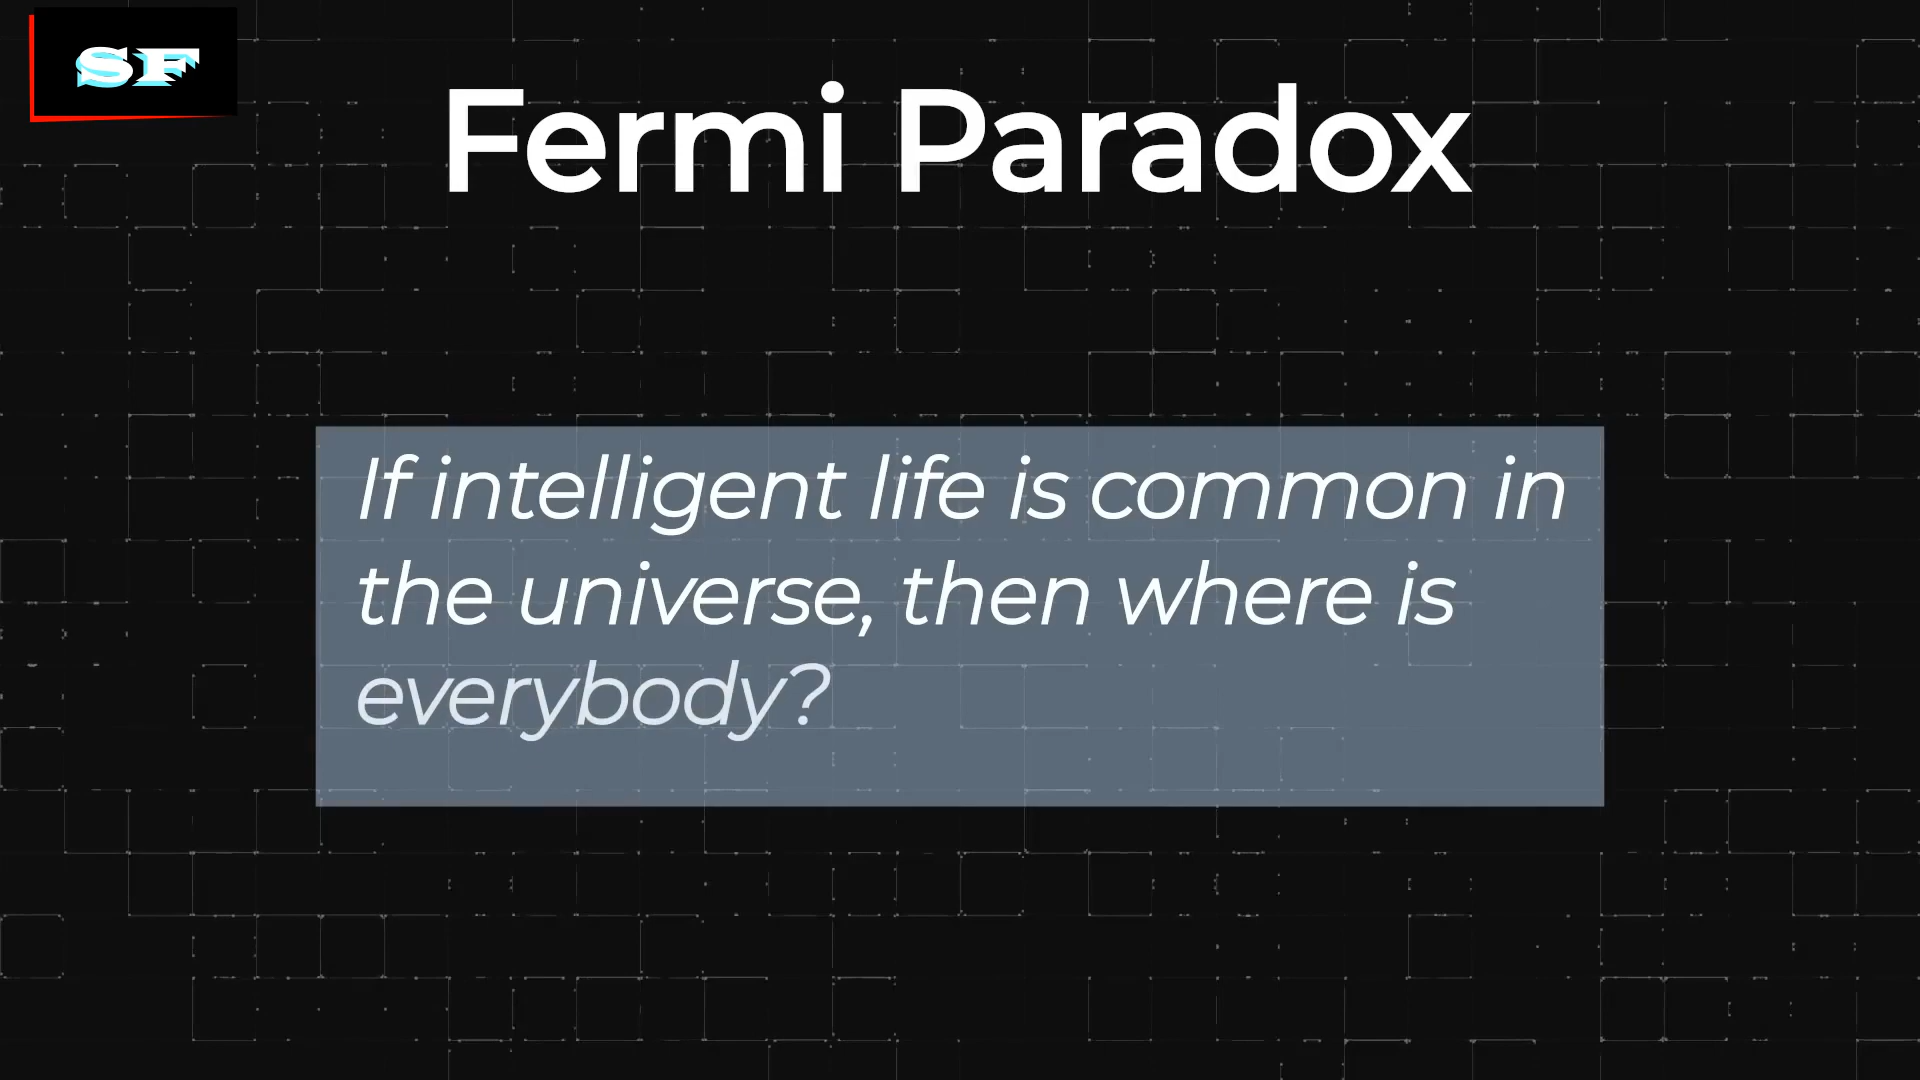 SF
Fermi Paradox
If intelligent life is common in
the universe, then where is
everybody?